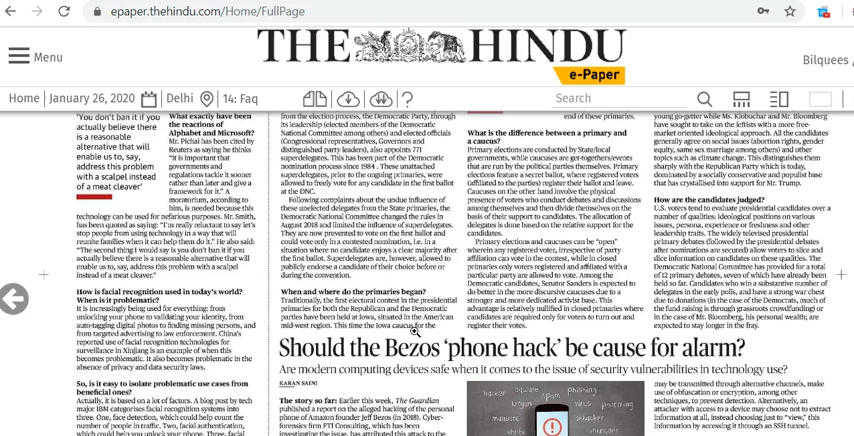 epaper.thehindu.com/Home/FullPage
Menu
THE HINDU
e-Paper
Bilquees
Home | January 26, 2020 Delhi 14: Faq
Search
'You don't ban it if you
actually believe there
is a reasonable
alternative that will
enable us to, say,
address this problem
with a scalpel instead
of a meat cleaver'
What exactly have been
the reactions of
Alphabet and Microsoft?
Mr. Pichai has been cited by
Reuters as saying he thinks
"It is important that
governments and
regulations tackle it sooner
rather than later and give a
framework for it." A
moratorium, according to
him, is needed because this
technology can be used for nefarious purposes. Mr. Smith,
has been quoted as saying: "I'm really reluctant to say let's
stop people from using technology in a way that will
reunite families when it can help them do it." He also said:
"The second thing I would say is you don't ban it if you
actually believe there is a reasonable alternative that will
enable us to, say, address this problem with a scalpel
instead of a meat cleaver."
How is facial recognition used in today's world?
When is it problematic?
It is increasingly being used for everything: from
unlocking your phone to validating your identity, from
auto-tagging digital photos to finding missing persons, and
from targeted advertising to law enforcement. China's
reported use of facial recognition technologies for
surveillance in Xinjiang is an example of when this
becomes problematic. It also becomes problematic in the
absence of privacy and data security laws.
So, is it easy to isolate problematic use cases from
beneficial ones?
Actually, it is based on a lot of factors. A blog post by tech
major IBM categorises facial recognition systems into
three. One, face detection, which could help count the
number of people in traffic. Two, facial authentication,
which could help you unlock your phone. Three, facial
from the election process, the Democratic Party, through
its leadership (elected members of the Democratic
National Committee among others) and elected officials
(Congressional representatives, Governors and
distinguished party leaders), also appoints 771
superdelegates. This has been part of the Democratic
nomination process since 1984. These unattached
superdelegates, prior to the ongoing primaries, were
allowed to freely vote for any candidate in the first ballot
at the DNC.
Following complaints about the undue influence of
these unelected delegates from the State primaries, the
Democratic National Committee changed the rules in
August 2018 and limited the influence of superdelegates.
They are now prevented to vote on the first ballot and
could vote only in a contested nomination, i.e. in a
situation where no candidate enjoys a clear majority after
the first ballot. Superdelegates are, however, allowed to
publicly endorse a candidate of their choice before or
during the convention.
When and where do the primaries begin?
Traditionally, the first electoral contest in the presidential
primaries for both the Republican and the Democratic
parties have been held at Iowa, situated in the American
mid-west region. This time the Iowa caucus for the
end of these primaries.
What is the difference between a primary and
a caucus?
Primary elections are conducted by State/local
governments, while caucuses are get-togethers/events
that are run by the political parties themselves. Primary
elections feature a secret ballot, where registered voters
(affiliated to the parties) register their ballot and leave.
Caucuses on the other hand involve the physical
presence of voters who conduct debates and discussions
among themselves and then divide themselves on the
basis of their support to candidates. The allocation of
delegates is done based on the relative support for the
candidates.
Primary elections and caucuses can be "open"
wherein any registered voter, irrespective of party
affiliation can vote in the contest, while in closed
primaries only voters registered and affiliated with a
particular party are allowed to vote. Among the
Democratic candidates, Senator Sanders is expected to
do better in the more discursive caucuses due to a
stronger and more dedicated activist base. This
advantage is relatively nullified in closed primaries where
candidates are required only for voters to turn out and
register their votes.
young go-getter while Ms. Klobuchar and Mr. Bloomberg
have sought to take on the leftists with a more free-
market oriented ideological approach. All the candidates
generally agree on social issues (abortion rights, gender
equity, same sex marriage among others) and other
topics such as climate change. This distinguishes them
sharply with the Republican Party which is today,
dominated by a socially conservative and populist base
that has crystallised into support for Mr. Trump.
How are the candidates judged?
U.S. voters tend to evaluate presidential candidates over a
number of qualities: ideological positions on various
issues, persona, experience or freshness and other
leadership traits. The widely televised presidential
primary debates (followed by the presidential debates
after nominations are secured) allow voters to slice and
dice information on candidates on these qualities. The
Democratic National Committee has provided for a total
of 12 primary debates, seven of which have already been
held so far. Candidates who win a substantive number of
delegates in the early polls, and have a strong war chest
due to donations (in the case of the Democrats, much of
the fund raising is through grassroots crowdfunding) or
in the case of Mr. Bloomberg, his personal wealth; are
expected to stay longer in the fray.
Should the Bezos 'phone hack' be cause for alarm?
Are modern computing devices safe when it comes to the issue of security vulnerabilities in technology use?
KARAN SAINI
The story so far: Earlier this week, The Guardian
published a report on the alleged hacking of the personal
phone of Amazon founder Jeff Bezos (in 2018). Cyber-
forensics firm FTI Consulting, which has been
investigating the issue, has attributed this attack to the
hacker adware phishing
spam
trojan virus phreezing
malware attacker
may be transmitted through alternative channels, make
use of obfuscation or encryption, among other
techniques, to prevent detection. Alternatively, an
attacker with access to a device may choose not to extract
information at all, instead choosing just to "view," this
information by accessing it through an SSH tunnel.